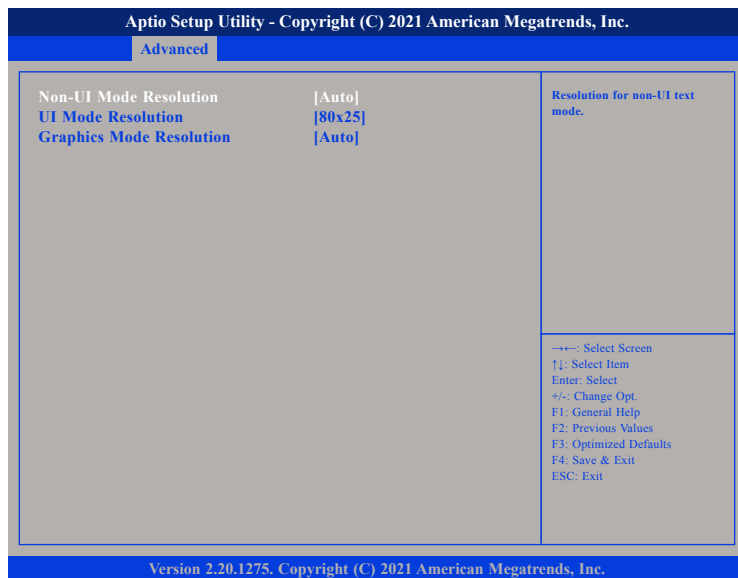 Aptio Setup Utility - Copyright (C) 2021 American Megatrends, Inc.
Advanced
Non-UI Mode Resolution [Auto]
UI Mode Resolution [80x25]
Graphics Mode Resolution [Auto]
Resolution for non-UI text
mode.
→←: Select Screen
↑↓: Select Item
Enter: Select
+/-: Change Opt.
F1: General Help
F2: Previous Values
F3: Optimized Defaults
F4: Save & Exit
ESC: Exit
Version 2.20.1275. Copyright (C) 2021 American Megatrends, Inc.